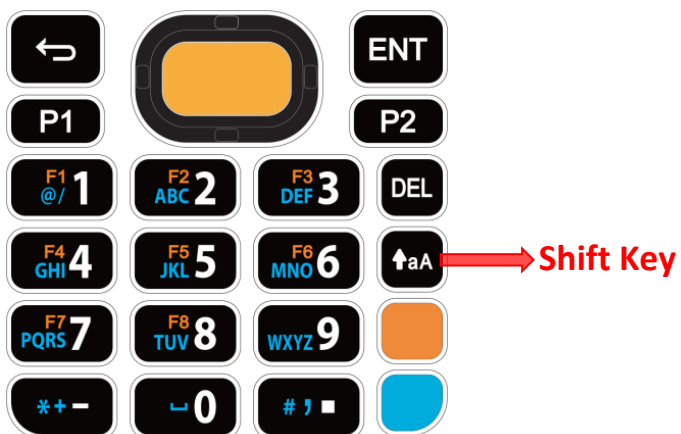 ENT
P1 P2
F1 @/ 1 F2 ABC 2 F3 DEF 3 DEL
F4 GHI 4 F5 JKL 5 F6 MNO 6 aA Shift Key
F7 PQRS 7 F8 TUV 8 WXYZ 9
*+- ␣ 0 # , .